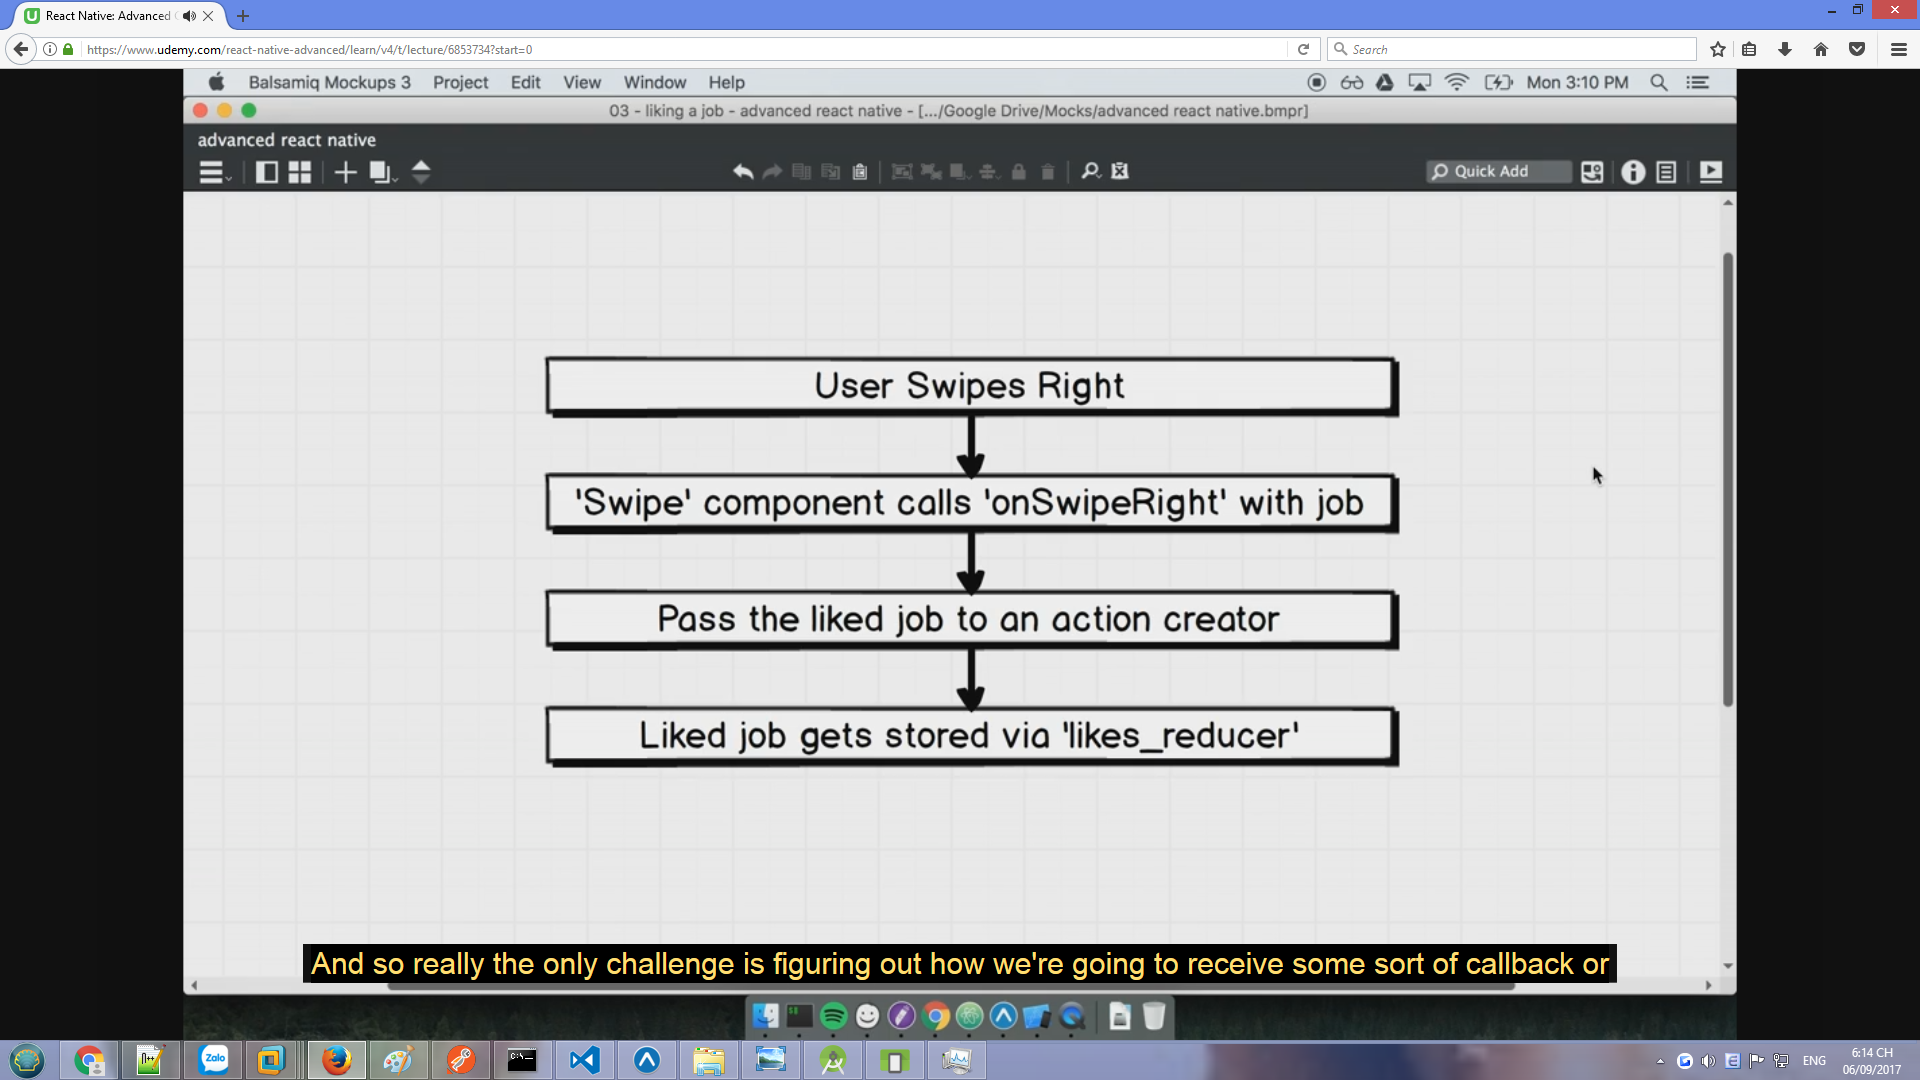 React Native: Advanced
https://www.udemy.com/react-native-advanced/learn/v4/t/lecture/6853734?start=0
Search
Balsamiq Mockups 3 Project Edit View Window Help
Mon 3:10 PM
03 - liking a job - advanced react native - [.../Google Drive/Mocks/advanced react native.bmpr]
advanced react native
Quick Add
User Swipes Right
'Swipe' component calls 'onSwipeRight' with job
Pass the liked job to an action creator
Liked job gets stored via 'likes_reducer'
And so really the only challenge is figuring out how we're going to receive some sort of callback or
Zalo
ENG
6:14 CH
06/09/2017